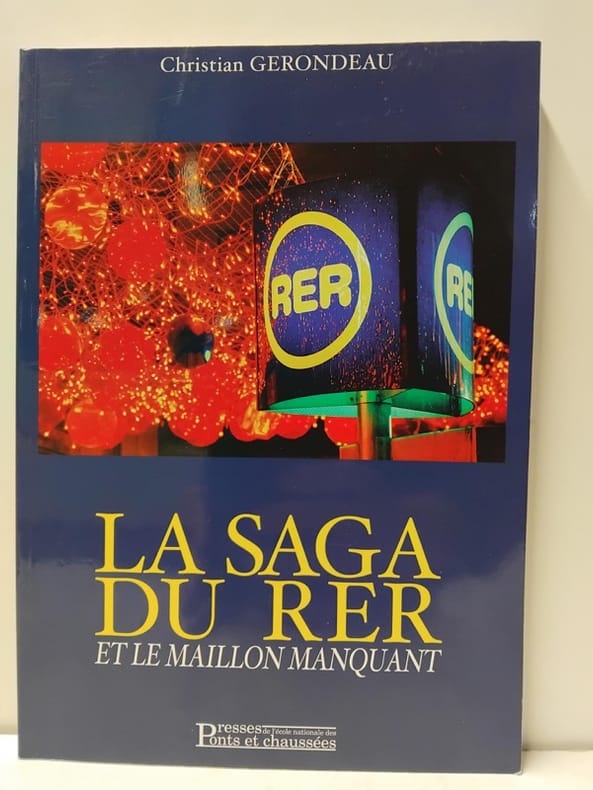 Christian GERONDEAU
RER
RE
LA SAGA
DU RER
ET LE MAILLON MANQUANT
Presses de l'école nationale des
Ponts et chaussées